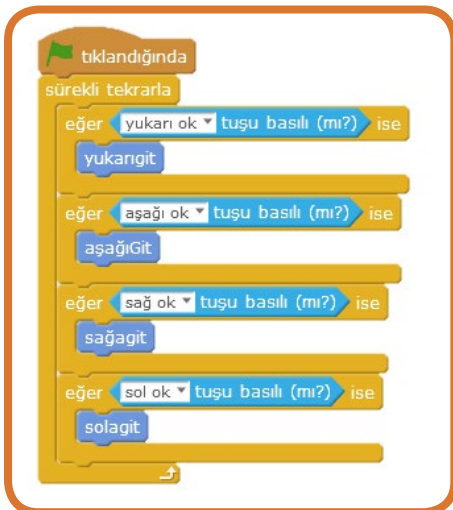 tıklandığında
sürekli tekrarla
eğer yukarı ok tuşu basılı (mı?) ise
yukarıgit
eğer aşağı ok tuşu basılı (mı?) ise
aşağıGit
eğer sağ ok tuşu basılı (mı?) ise
sağagit
eğer sol ok tuşu basılı (mı?) ise
solagit